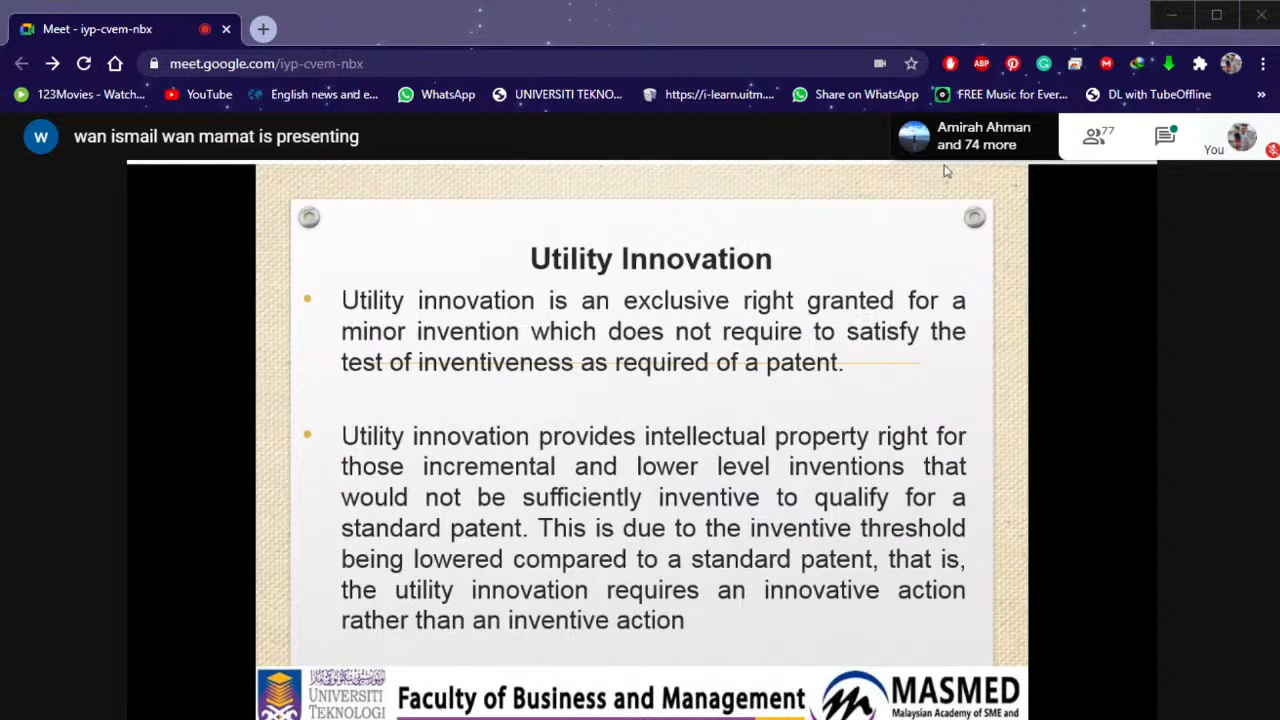 Meet - iyp-cvem-nbx
meet.google.com/iyp-cvem-nbx
ABP
123Movies - Watch...
YouTube
English news and e...
WhatsApp
UNIVERSITI TEKNO...
https://i-learn.uitm....
Share on WhatsApp
FREE Music for Ever...
DL with TubeOffline
»
W
wan ismail wan mamat is presenting
Amirah Ahman
and 74 more
77
You
Utility Innovation
• Utility innovation is an exclusive right granted for a
minor invention which does not require to satisfy the
test of inventiveness as required of a patent.
• Utility innovation provides intellectual property right for
those incremental and lower level inventions that
would not be sufficiently inventive to qualify for a
standard patent. This is due to the inventive threshold
being lowered compared to a standard patent, that is,
the utility innovation requires an innovative action
rather than an inventive action
UNIVERSITI
TEKNOLOGI
Faculty of Business and Management
MASMED
Malaysian Academy of SME and